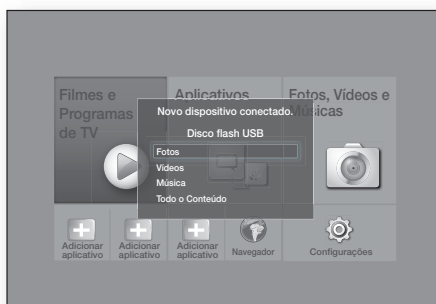 Filmes e
Programas
de TV
Aplicativos
Fotos, Vídeos e
Músicas
Novo dispositivo conectado.
Disco flash USB
Fotos
Vídeos
Música
Todo o Conteúdo
Adicionar
aplicativo
Adicionar
aplicativo
Adicionar
aplicativo
Navegador
Configurações